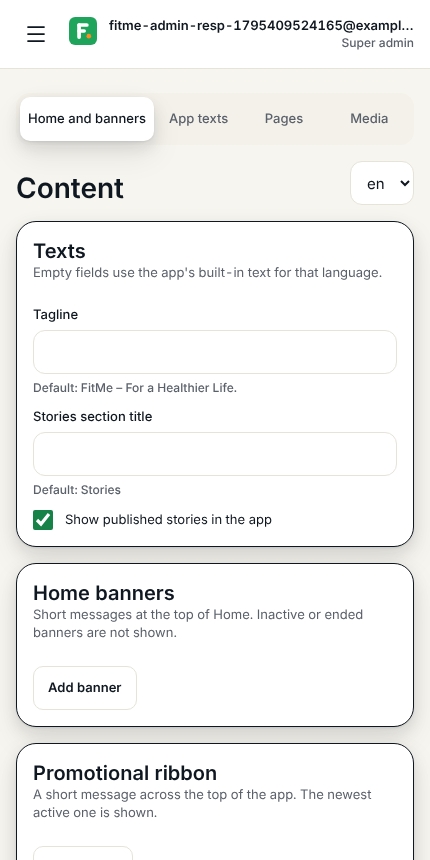 F.
fitme-admin-resp-1795409524165@exampl...
Super admin
Home and banners
App texts
Pages
Media
Content
en
Texts
Empty fields use the app's built-in text for that language.
Tagline
Default: FitMe – For a Healthier Life.
Stories section title
Default: Stories
Show published stories in the app
Home banners
Short messages at the top of Home. Inactive or ended
banners are not shown.
Add banner
Promotional ribbon
A short message across the top of the app. The newest
active one is shown.